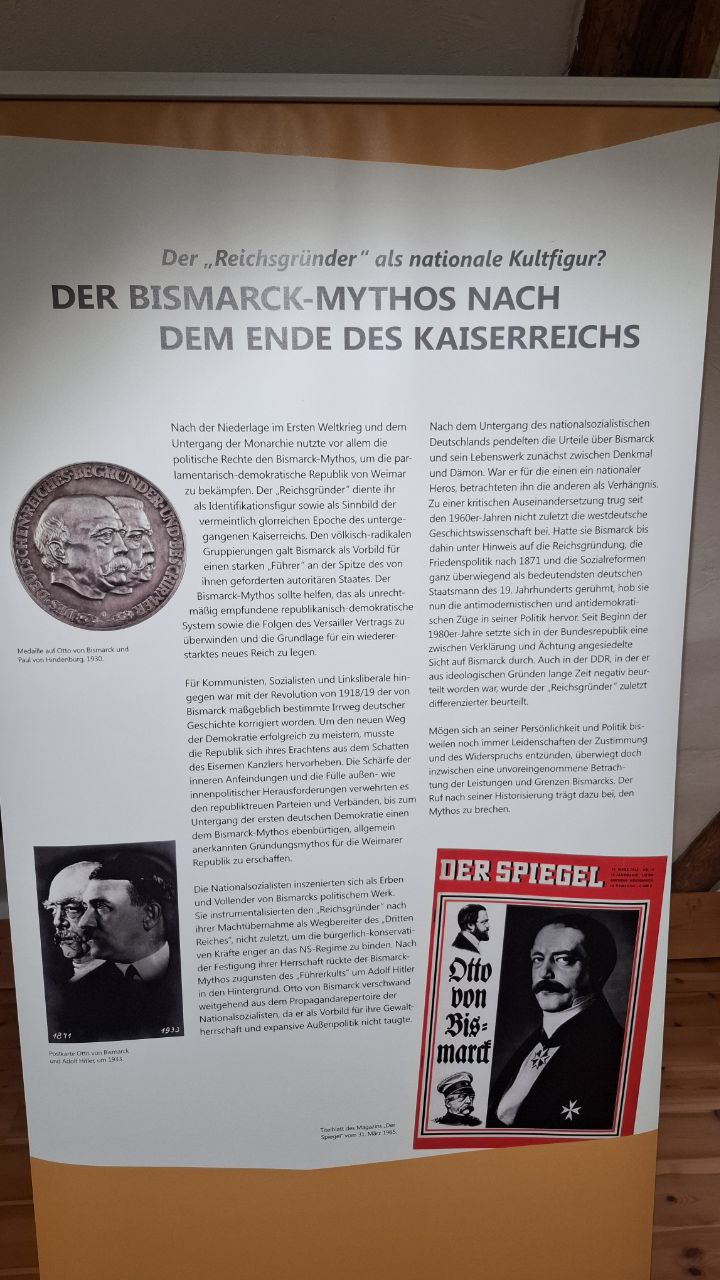 Der „Reichsgründer“ als nationale Kultfigur?
DER BISMARCK-MYTHOS NACH
DEM ENDE DES KAISERREICHS
Nach der Niederlage im Ersten Weltkrieg und dem
Untergang der Monarchie nutzte vor allem die
politische Rechte den Bismarck-Mythos, um die par-
lamentarisch-demokratische Republik von Weimar
zu bekämpfen. Der „Reichsgründer“ diente ihr
als Identifikationsfigur sowie als Sinnbild der
vermeintlich glorreichen Epoche des unterge-
gangenen Kaiserreichs. Den völkisch-radikalen
Gruppierungen galt Bismarck als Vorbild für
einen starken „Führer“ an der Spitze des von
ihnen geforderten autoritären Staates. Der
Bismarck-Mythos sollte helfen, das als unrecht-
mäßig empfundene republikanisch-demokratische
System sowie die Folgen des Versailler Vertrags zu
überwinden und die Grundlage für ein wiederer-
starktes neues Reich zu legen.
Für Kommunisten, Sozialisten und Linksliberale hin-
gegen war mit der Revolution von 1918/19 der von
Bismarck maßgeblich bestimmte Irrweg deutscher
Geschichte korrigiert worden. Um den neuen Weg
der Demokratie erfolgreich zu meistern, musste
die Republik sich ihres Erachtens aus dem Schatten
des Eisernen Kanzlers hervorheben. Die Schärfe der
inneren Anfeindungen und die Fülle außen- wie
innenpolitischer Herausforderungen verwehrten es
den republiktreuen Parteien und Verbänden, bis zum
Untergang der ersten deutschen Demokratie einen
dem Bismarck-Mythos ebenbürtigen, allgemein
anerkannten Gründungsmythos für die Weimarer
Republik zu erschaffen.
Die Nationalsozialisten inszenierten sich als Erben
und Vollender von Bismarcks politischem Werk.
Sie instrumentalisierten den „Reichsgründer“ nach
ihrer Machtübernahme als Wegbereiter des „Dritten
Reiches“, nicht zuletzt, um die bürgerlich-konservati-
ven Kräfte enger an das NS-Regime zu binden. Nach
der Festigung ihrer Herrschaft rückte der Bismarck-
Mythos zugunsten des „Führerkults“ um Adolf Hitler
in den Hintergrund. Otto von Bismarck verschwand
weitgehend aus dem Propagandarepertoire der
Nationalsozialisten, da er als Vorbild für ihre Gewalt-
herrschaft und expansive Außenpolitik nicht taugte.
Nach dem Untergang des nationalsozialistischen
Deutschlands pendelten die Urteile über Bismarck
und sein Lebenswerk zunächst zwischen Denkmal
und Dämon. War er für die einen ein nationaler
Heros, betrachteten ihn die anderen als Verhängnis.
Zu einer kritischen Auseinandersetzung trug seit
den 1960er-Jahren nicht zuletzt die westdeutsche
Geschichtswissenschaft bei. Hatte sie Bismarck bis
dahin unter Hinweis auf die Reichsgründung, die
Friedenspolitik nach 1871 und die Sozialreformen
ganz überwiegend als bedeutendsten deutschen
Staatsmann des 19. Jahrhunderts gerühmt, hob sie
nun die antimodernistischen und antidemokrati-
schen Züge in seiner Politik hervor. Seit Beginn der
1980er-Jahre setzte sich in der Bundesrepublik eine
zwischen Verklärung und Ächtung angesiedelte
Sicht auf Bismarck durch. Auch in der DDR, in der er
aus ideologischen Gründen lange Zeit negativ beur-
teilt worden war, wurde der „Reichsgründer“ zuletzt
differenzierter beurteilt.
Mögen sich an seiner Persönlichkeit und Politik bis-
weilen noch immer Leidenschaften der Zustimmung
und des Widerspruchs entzünden, überwiegt doch
inzwischen eine unvoreingenommene Betrach-
tung der Leistungen und Grenzen Bismarcks. Der
Ruf nach seiner Historisierung trägt dazu bei, den
Mythos zu brechen.
DES DEUTSCHEN REICHES BEGRÜNDER UND DES SCHIRMER
Medaille auf Otto von Bismarck und
Paul von Hindenburg, 1930.
1871
1933
Postkarte Otto von Bismarck
und Adolf Hitler, um 1933.
DER SPIEGEL
Otto
von
Bis-
marck
Titelblatt des Magazins „Der
Spiegel“ vom 31. März 1965.